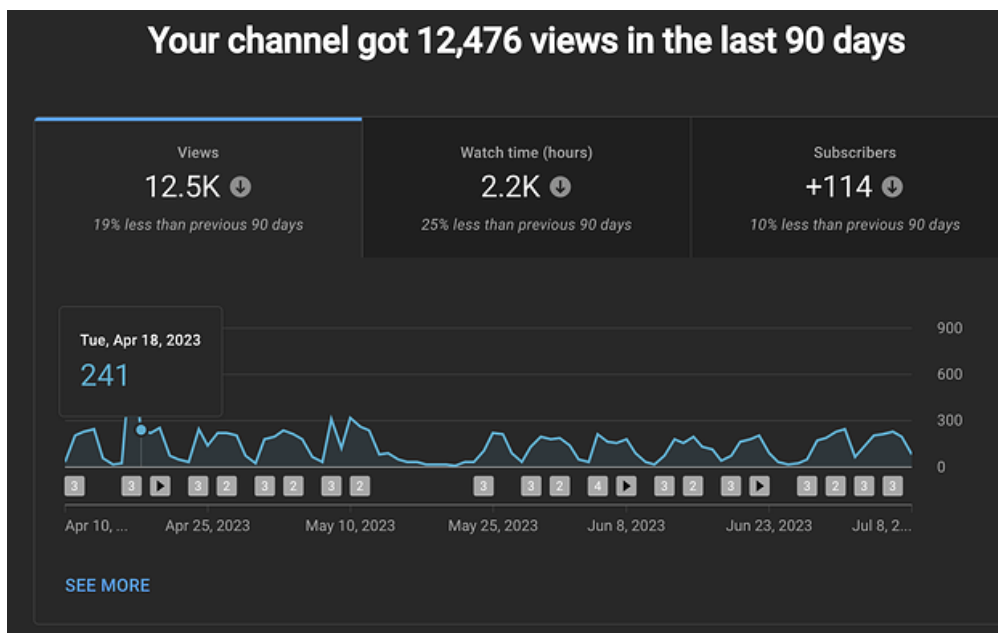 Your channel got 12,476 views in the last 90 days
Views
12.5K
19% less than previous 90 days
Watch time (hours)
2.2K
25% less than previous 90 days
Subscribers
+114
10% less than previous 90 days
Tue, Apr 18, 2023
241
900
600
300
0
3 3 3 2 3 2 3 2 3 3 2 4 3 2 3 3 2 3 3
Apr 10, ... Apr 25, 2023 May 10, 2023 May 25, 2023 Jun 8, 2023 Jun 23, 2023 Jul 8, 2...
SEE MORE